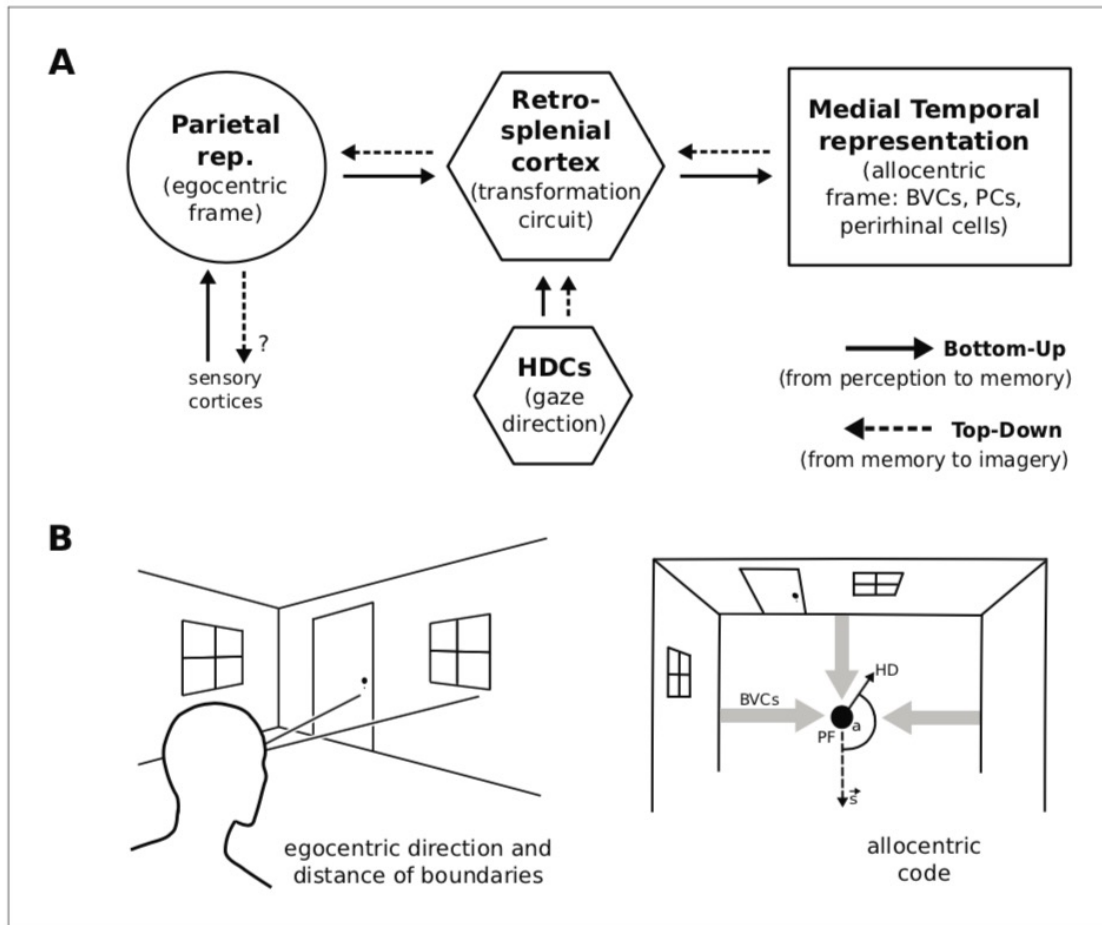 A
Parietal
rep.
(egocentric
frame)
Retro-
splenial
cortex
(transformation
circuit)
Medial Temporal
representation
(allocentric
frame: BVCs, PCs,
perirhinal cells)
?
sensory
cortices
HDCs
(gaze
direction)
Bottom-Up
(from perception to memory)
Top-Down
(from memory to imagery)
B
egocentric direction and
distance of boundaries
HD
BVCs
PF
a
s⃗
allocentric
code